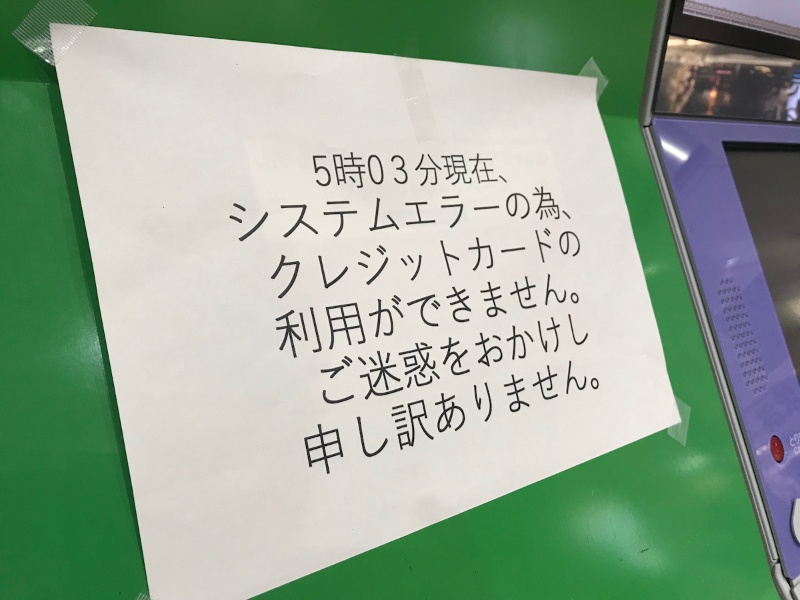 5時03分現在、
システムエラーの為、
クレジットカードの
利用ができません。
ご迷惑をおかけし
申し訳ありません。